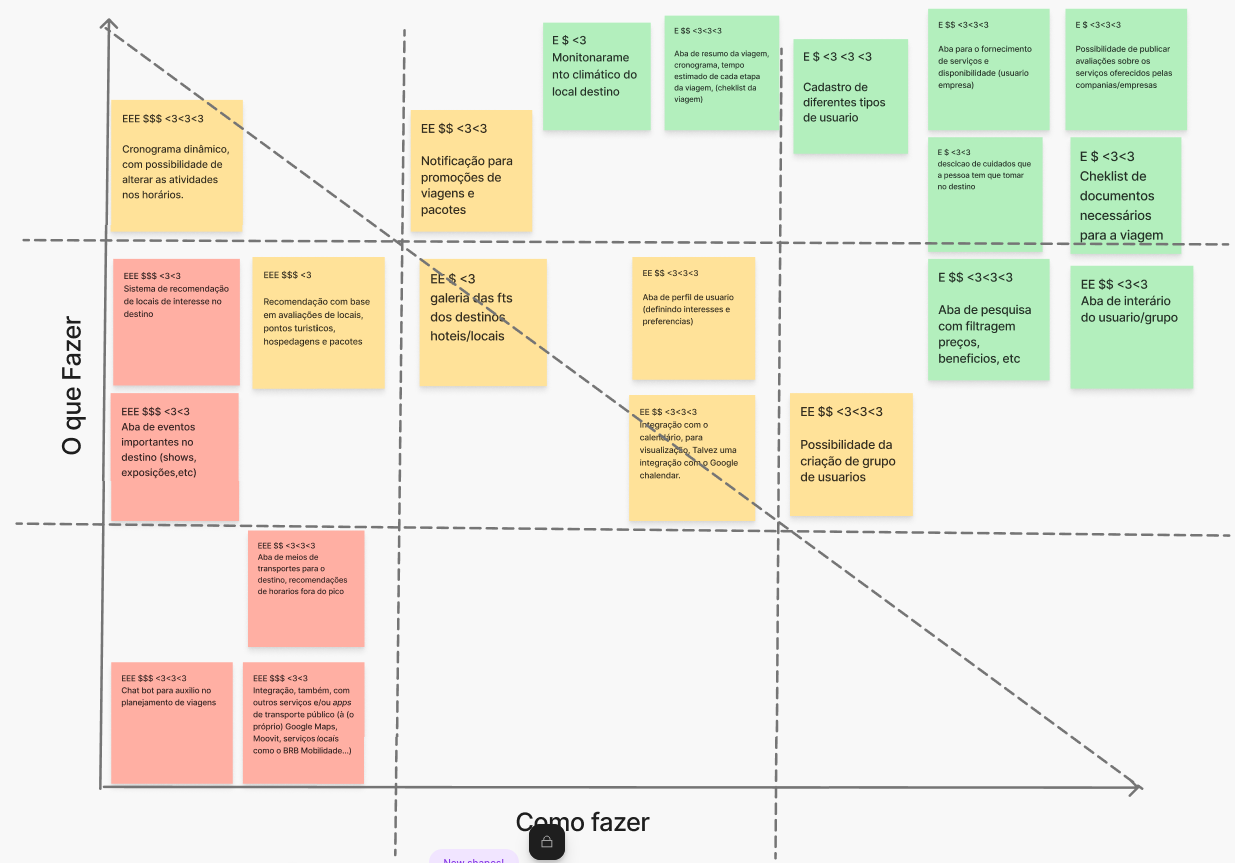 EEE $$$ <3<3<3
Cronograma dinâmico,
com possibilidade de
alterar as atividades
nos horários.
EE $$ <3<3
Notificação para
promoções de
viagens e
pacotes
E $ <3
Monitoname
nto climático do
local destino
E $$ <3<3<3
Aba de resumo da viagem,
cronograma, tempo
estimado de cada etapa
da viagem, (cheklist da
viagem)
E $ <3 <3 <3
Cadastro de
diferentes tipos
de usuario
E $$ <3<3<3
Aba para o fornecimento
de serviços e
disponibilidade (usuario
empresa)
E $ <3<3<3
Possibilidade de publicar
avaliações sobre os
serviços oferecidos pelas
companias/empresas
E $ <3<3
descicao de cuidados que
a pessoa tem que tomar
no destino
E $ <3<3
Cheklist de
documentos
necessários
para a viagem
EEE $$$ <3<3
Sistema de recomendação
de locais de interesse no
destino
EEE $$$ <3
Recomendação com base
em avaliações de locais,
pontos turisticos,
hospedagens e pacotes
EE $ <3
galeria das fts
dos destinos
hoteis/locais
EE $$ <3<3<3
Aba de perfil de usuario
(definindo interesses e
preferencias)
E $$ <3<3<3
Aba de pesquisa
com filtragem
preços,
beneficios, etc
EE $$ <3<3
Aba de interário
do usuario/grupo
O que Fazer
EEE $$$ <3<3
Aba de eventos
importantes no
destino (shows,
exposições,etc)
EE $$ <3<3<3
Integração com o
calendário, para
visualização. Talvez uma
integração com o Google
chalendar.
EE $$ <3<3<3
Possibilidade da
criação de grupo
de usuarios
EEE $$ <3<3<3
Aba de meios de
transportes para o
destino, recomendações
de horarios fora do pico
EEE $$$ <3<3<3
Chat bot para auxilio no
planejamento de viagens
EEE $$$ <3<3
Integração, também, com
outros serviços e/ou apps
de transporte público (à (o
próprio) Google Maps,
Moovit, serviços locais
como o BRB Mobilidade...)
Como fazer
New shapes!